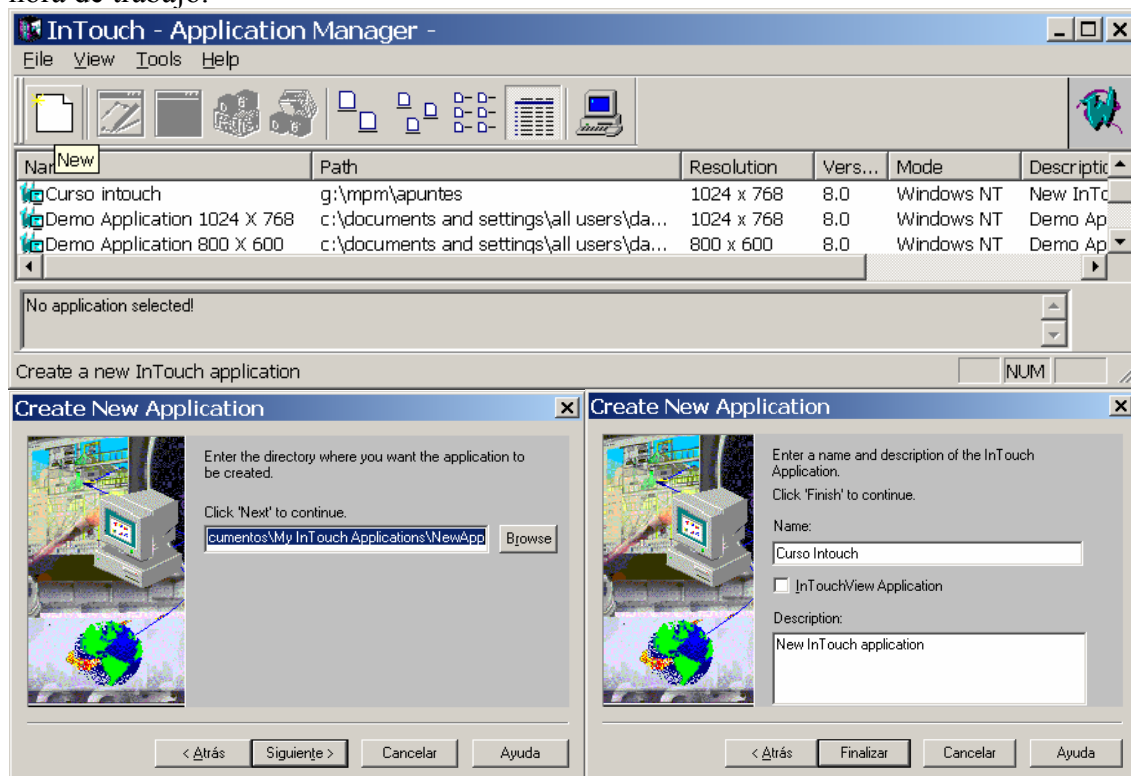 hora de trabajo.
InTouch - Application Manager -
File View Tools Help
New
Path Resolution Vers... Mode
Curso intouch g:\mpm\apuntes 1024 x 768 8.0 Windows NT New InTo
Demo Application 1024 X 768 c:\documents and settings\all users\da... 1024 x 768 8.0 Windows NT Demo Ap
Demo Application 800 X 600 c:\documents and settings\all users\da... 800 x 600 8.0 Windows NT Demo Ap
No application selected!
Create a new InTouch application NUM
Create New Application
Enter the directory where you want the application to
be created.
Click 'Next' to continue.
cumentos\My InTouch Applications\NewApp Browse
< Atrás Siguiente > Cancelar Ayuda
Create New Application
Enter a name and description of the InTouch
Application.
Click 'Finish' to continue.
Name:
Curso Intouch
InTouchView Application
Description:
New InTouch application
< Atrás Finalizar Cancelar Ayuda